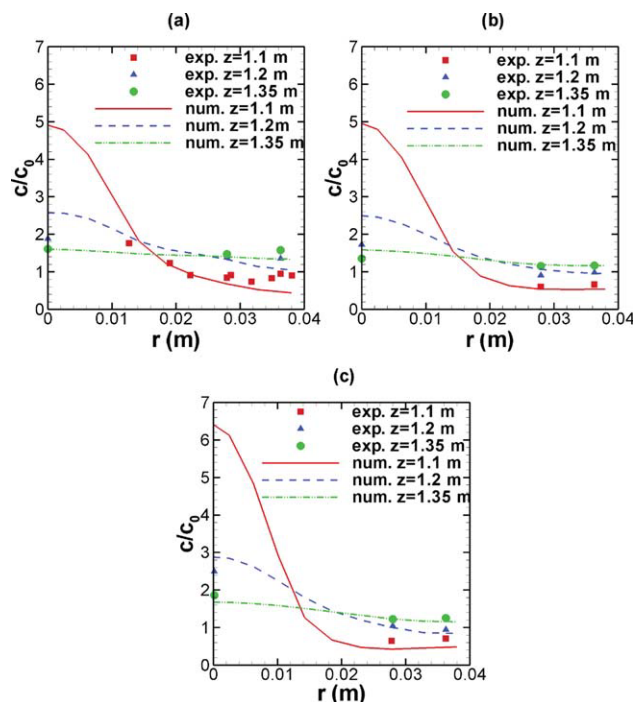 (a)
7
6
5
4
3
2
1
0
c/c0
exp. z=1.1 m
exp. z=1.2 m
exp. z=1.35 m
num. z=1.1 m
num. z=1.2m
num. z=1.35 m
0 0.01 0.02 0.03 0.04
r (m)
(b)
7
6
5
4
3
2
1
0
c/c0
exp. z=1.1 m
exp. z=1.2 m
exp. z=1.35 m
num. z=1.1 m
num. z=1.2 m
num. z=1.35 m
0 0.01 0.02 0.03 0.04
r (m)
(c)
7
6
5
4
3
2
1
0
c/c0
exp. z=1.1 m
exp. z=1.2 m
exp. z=1.35 m
num. z=1.1 m
num. z=1.2 m
num. z=1.35 m
0 0.01 0.02 0.03 0.04
r (m)